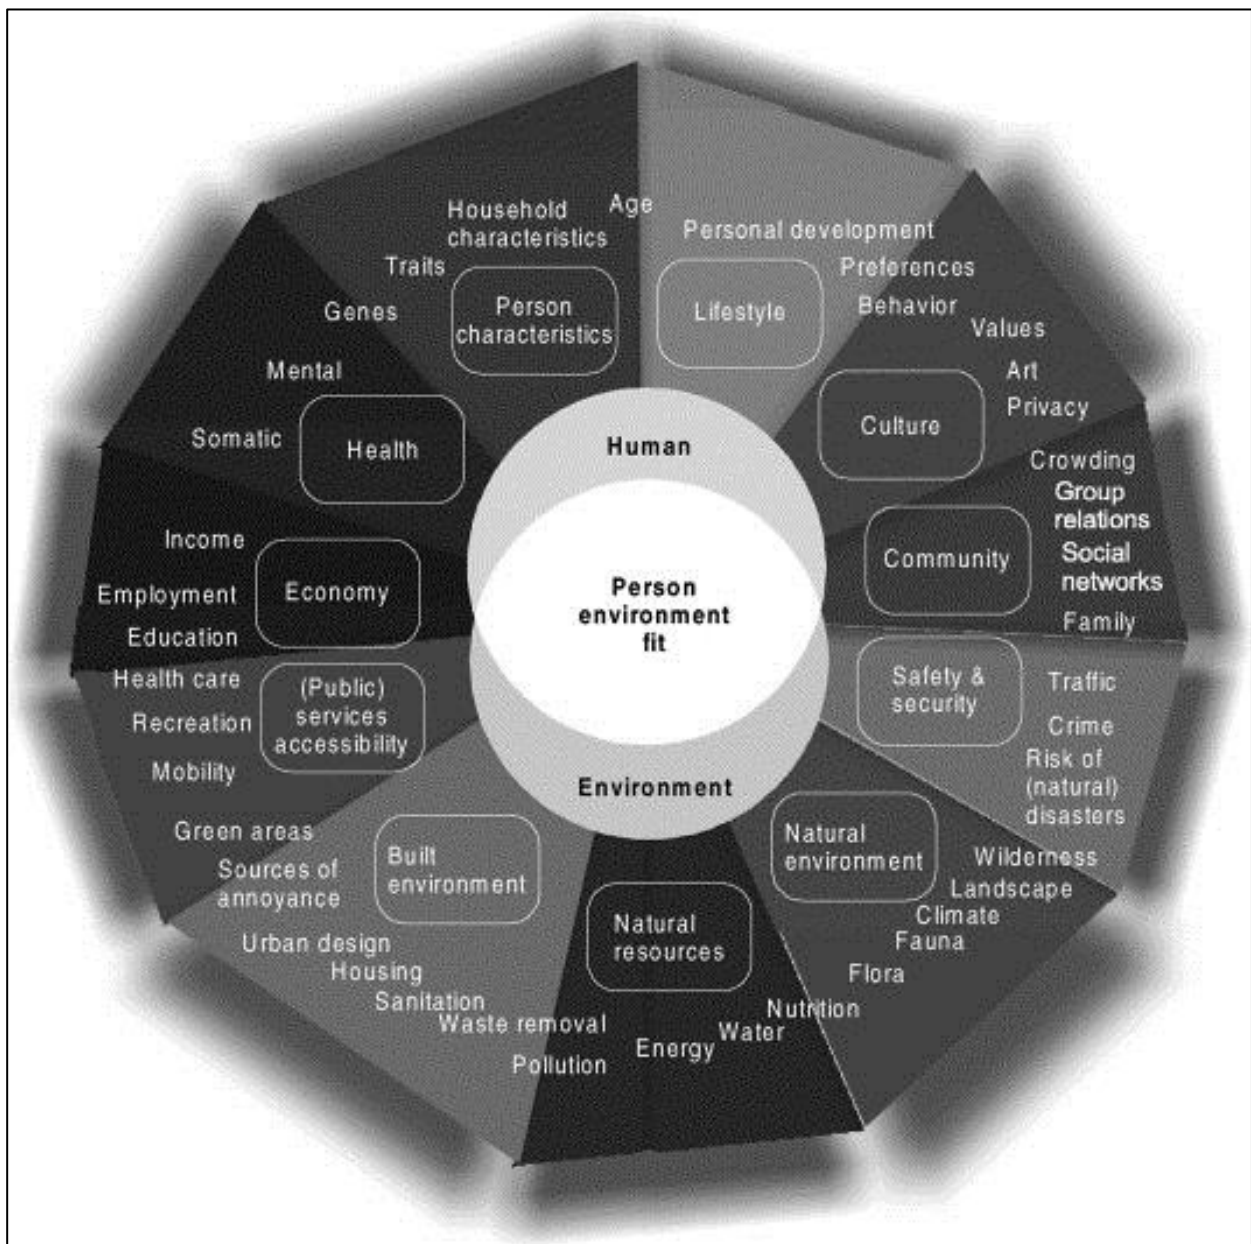 Age
Household
characteristics
Traits
Genes
Person
characteristics
Personal development
Preferences
Behavior
Lifestyle
Values
Art
Privacy
Culture
Mental
Somatic
Health
Human
Crowding
Group
relations
Social
networks
Family
Community
Income
Employment
Education
Economy
Person
environment
fit
Health care
Recreation
Mobility
(Public)
services
accessibility
Safety &
security
Traffic
Crime
Risk of
(natural)
disasters
Environment
Green areas
Sources of
annoyance
Urban design
Housing
Sanitation
Waste removal
Pollution
Built
environment
Natural
resources
Energy
Water
Nutrition
Natural
environment
Wilderness
Landscape
Climate
Fauna
Flora